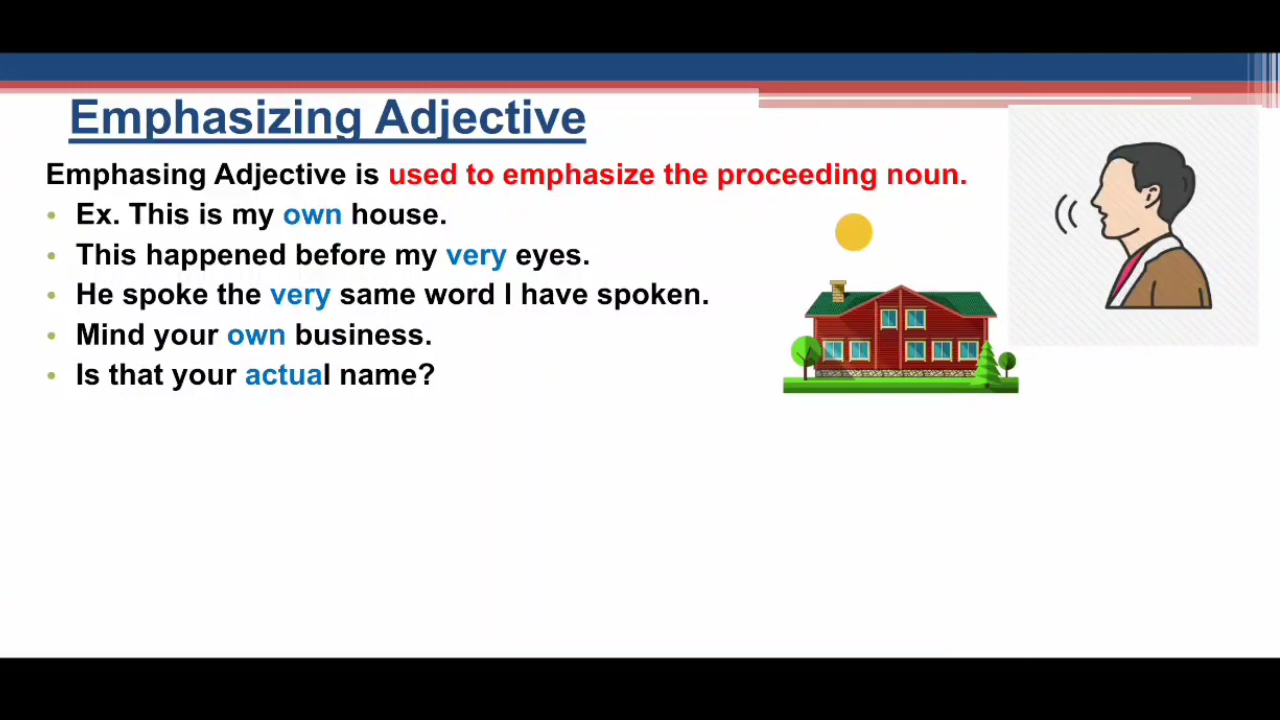 Emphasizing Adjective
Emphasing Adjective is used to emphasize the proceeding noun.
• Ex. This is my own house.
• This happened before my very eyes.
• He spoke the very same word I have spoken.
• Mind your own business.
• Is that your actual name?